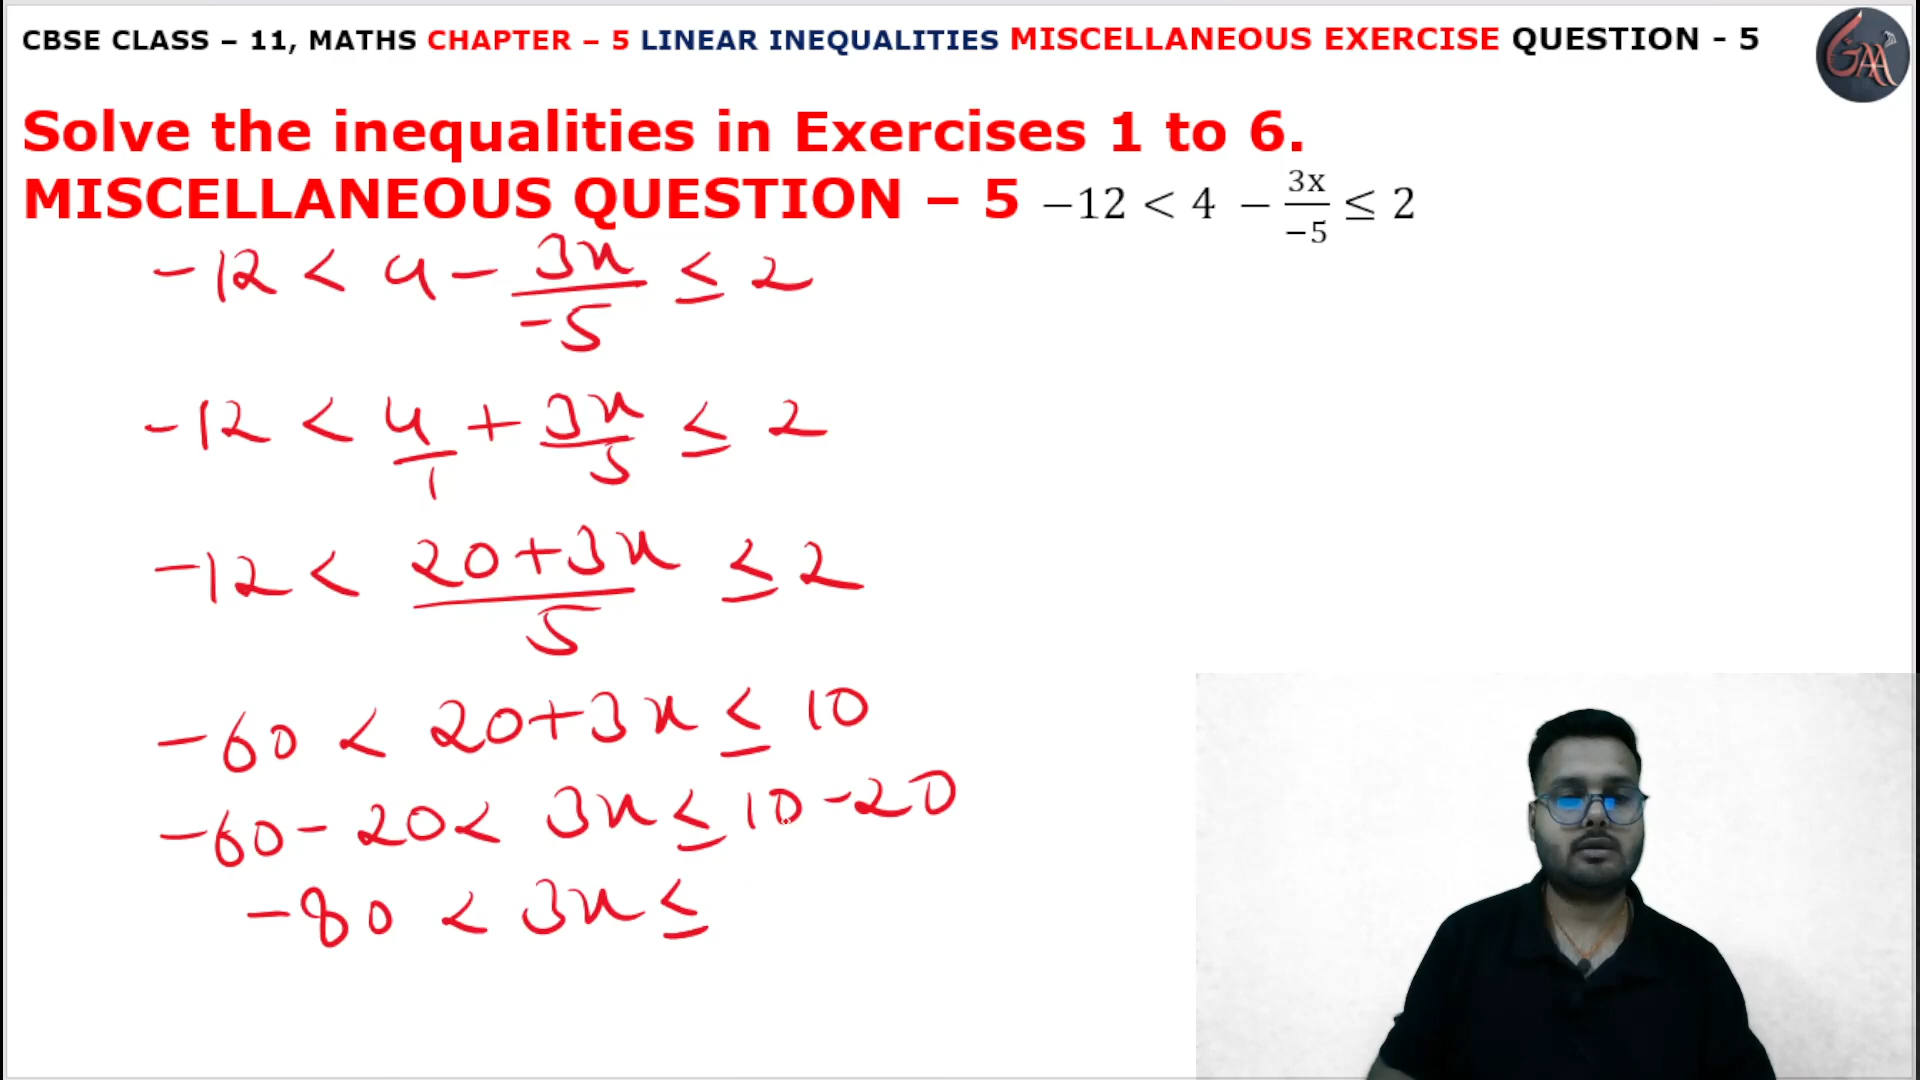 CBSE CLASS – 11, MATHS CHAPTER – 5 LINEAR INEQUALITIES MISCELLANEOUS EXERCISE QUESTION - 5
GAA
Solve the inequalities in Exercises 1 to 6.
MISCELLANEOUS QUESTION – 5 −12 < 4 − 3x/−5 ≤ 2
-12 < 4 - 3x/-5 ≤ 2
-12 < 4/1 + 3x/5 ≤ 2
-12 < 20+3x/5 ≤ 2
-60 < 20+3x ≤ 10
-60 - 20 < 3x ≤ 10 -20
-80 < 3x ≤